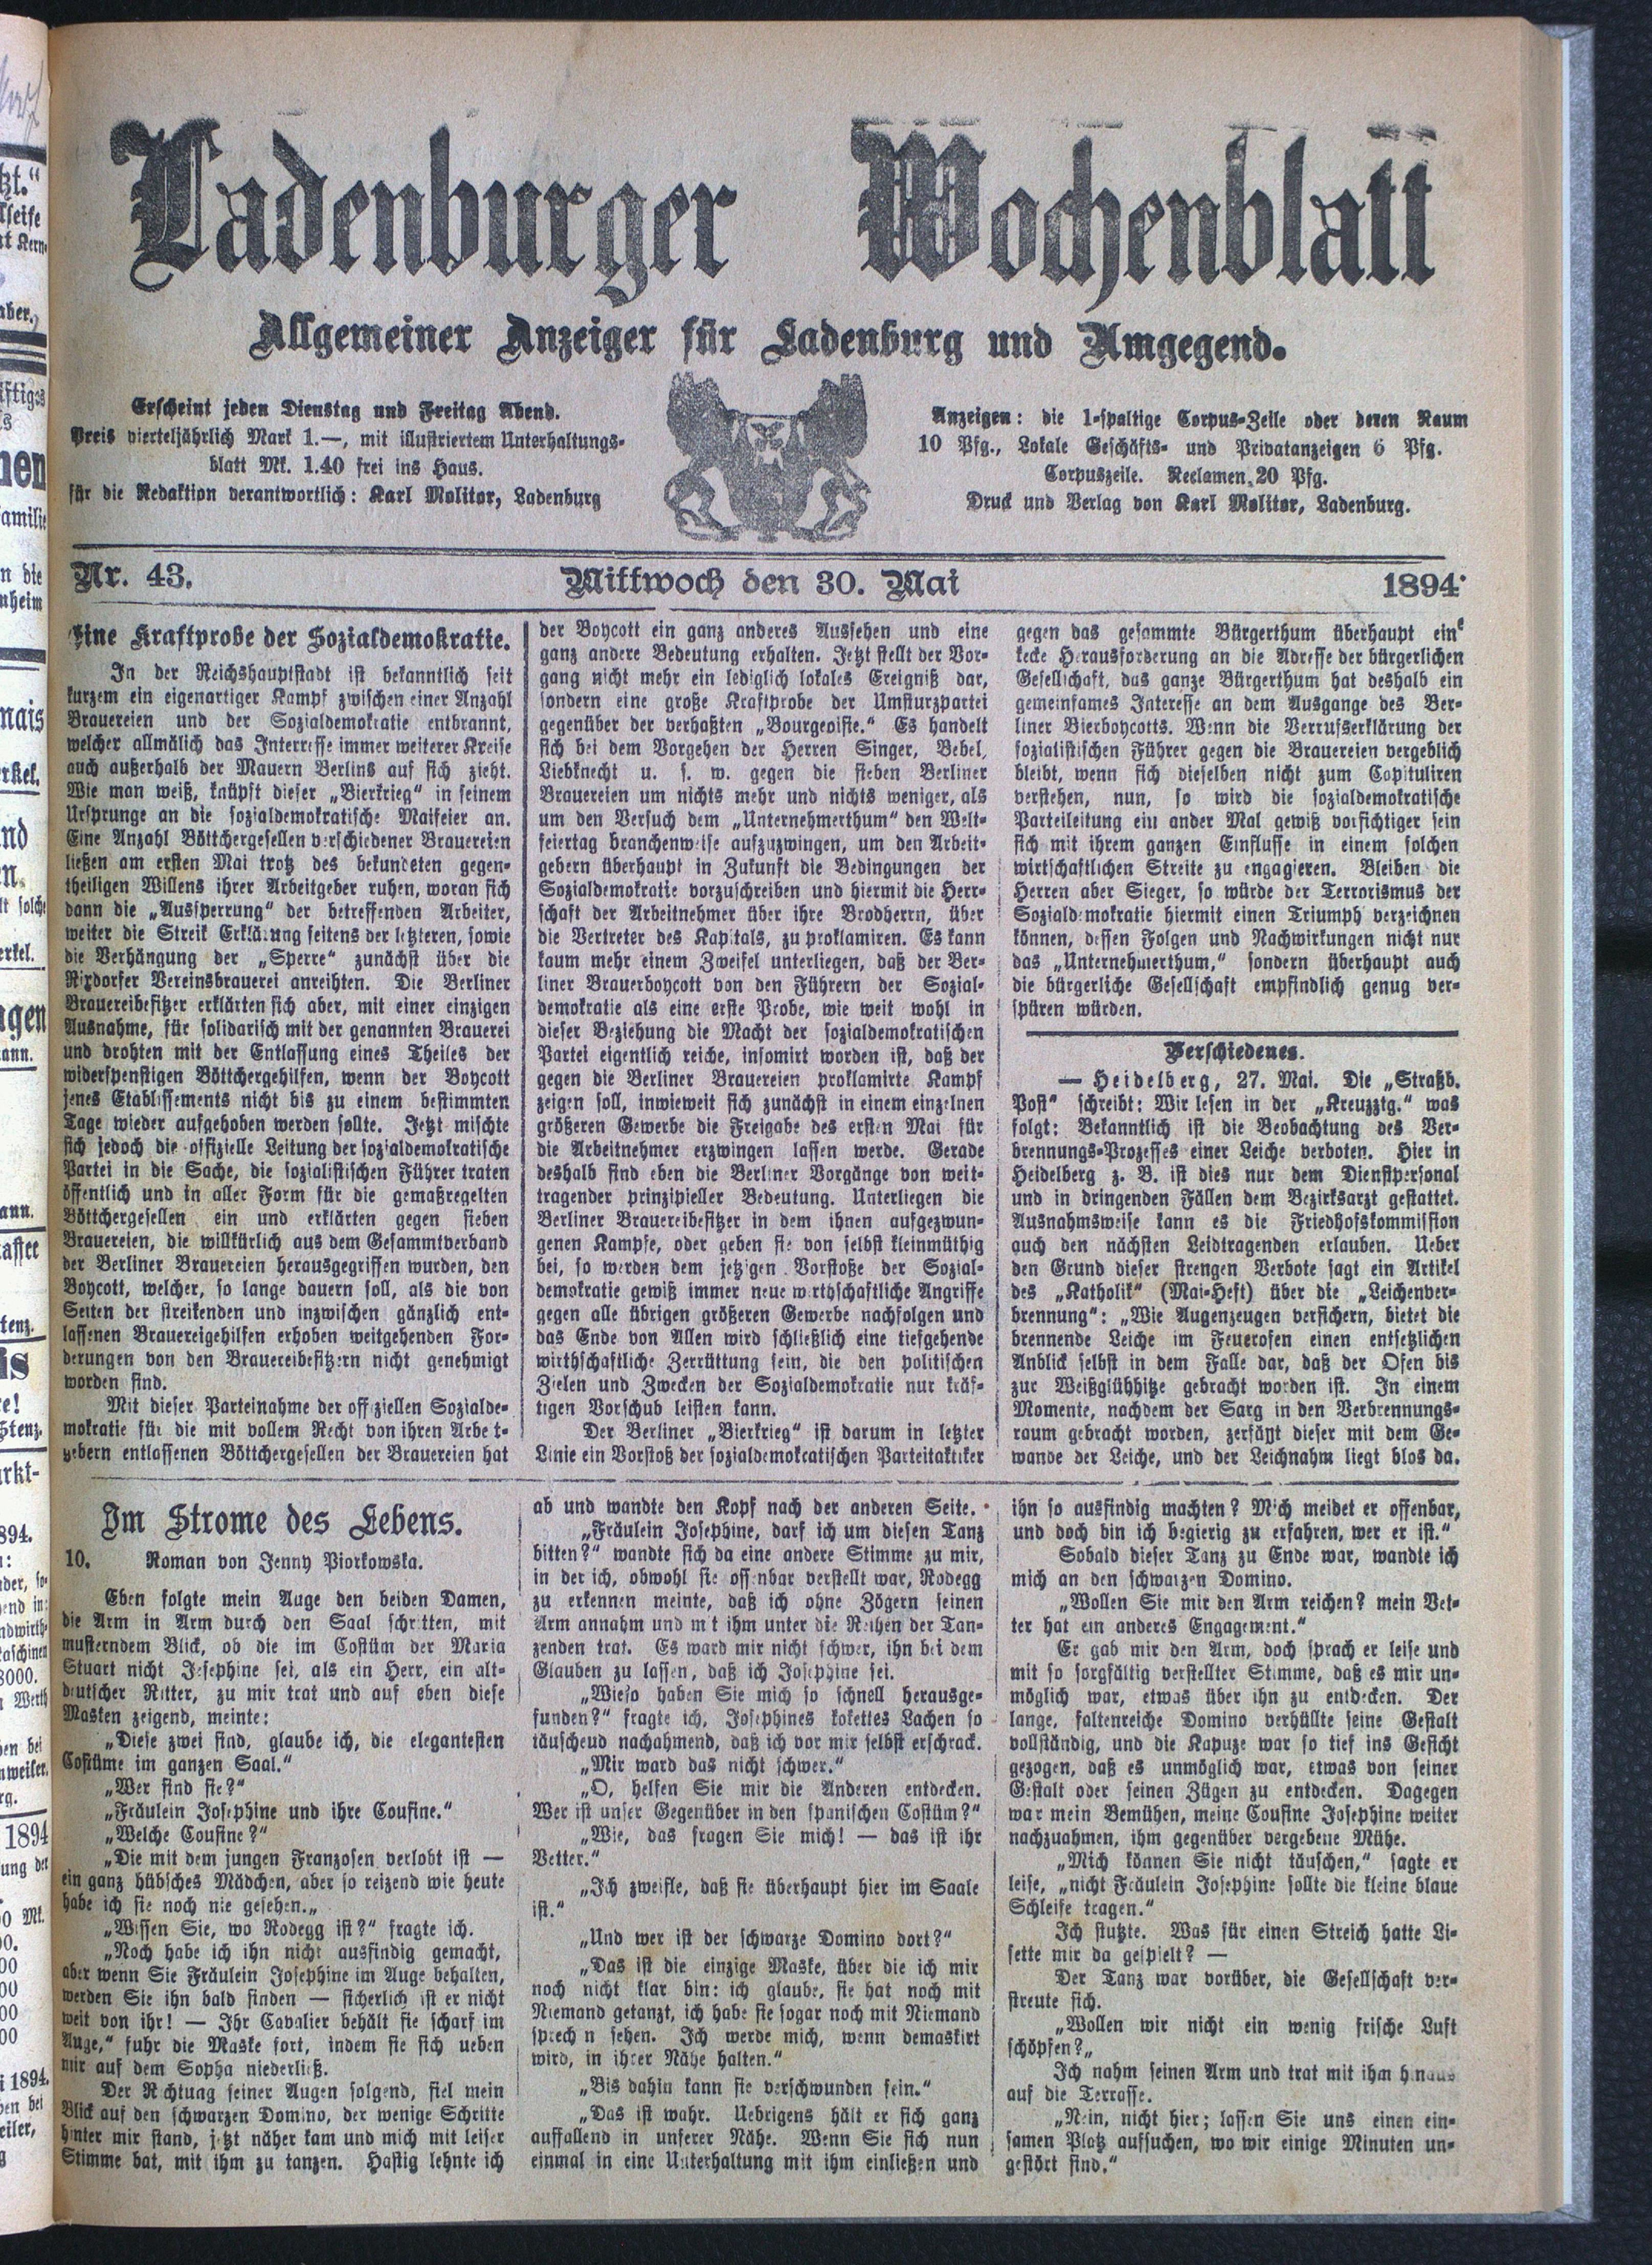 Ladenburger Wochenblatt
Allgemeiner Anzeiger für Ladenburg und Umgegend.
Erscheint jeden Dienstag und Freitag Abend.
Preis vierteljährlich Mark 1.—, mit illustriertem Unterhaltungs-
blatt Mk. 1.40 frei ins Haus.
für die Redaktion verantwortlich: Karl Molitor, Ladenburg
Anzeigen: die 1-spaltige Corpus-Zeile oder deren Raum
10 Pfg., Lokale Geschäfts- und Privatanzeigen 6 Pfg.
Corpuszeile. Reclamen 20 Pfg.
Druck und Verlag von Karl Molitor, Ladenburg.
Nr. 43. Mittwoch den 30. Mai 1894
Eine Kraftprobe der Sozialdemokratie.
In der Reichshauptstadt ist bekanntlich seit
kurzem ein eigenartiger Kampf zwischen einer Anzahl
Brauereien und der Sozialdemokratie entbrannt,
welcher allmälich das Interresse immer weiterer Kreise
auch außerhalb der Mauern Berlins auf sich zieht.
Wie man weiß, knüpft dieser „Bierkrieg" in seinem
Ursprunge an die sozialdemokratische Maifeier an.
Eine Anzahl Böttchergesellen verschiedener Brauereien
ließen am ersten Mai trotz des bekundeten gegen-
theiligen Willens ihrer Arbeitgeber ruhen, woran sich
dann die „Aussperrung" der betreffenden Arbeiter,
weiter die Streik Erklärung seitens der letzteren, sowie
die Verhängung der „Sperre" zunächst über die
Rixdorfer Vereinsbrauerei anreihten. Die Berliner
Brauereibesitzer erklärten sich aber, mit einer einzigen
Ausnahme, für solidarisch mit der genannten Brauerei
und drohten mit der Entlassung eines Theiles der
widerspenstigen Böttchergehilfen, wenn der Boycott
jenes Etablissements nicht bis zu einem bestimmten
Tage wieder aufgehoben werden sollte. Jetzt mischte
sich jedoch die offizielle Leitung der sozialdemokratische
Partei in die Sache, die sozialistischen Führer traten
öffentlich und in aller Form für die gemaßregelten
Böttchergesellen ein und erklärten gegen sieben
Brauereien, die willkürlich aus dem Gesammtverband
der Berliner Brauereien herausgegriffen wurden, den
Boycott, welcher, so lange dauern soll, als die von
Seiten der streikenden und inzwischen gänzlich ent-
lassenen Brauereigehilfen erhoben weitgehenden For-
derungen von den Brauereibesitzern nicht genehmigt
worden sind.
Mit dieser Parteinahme der offiziellen Sozialde-
mokratie für die mit vollem Recht von ihren Arbeit-
gebern entlassenen Böttchergesellen der Brauereien hat
der Boycott ein ganz anderes Aussehen und eine
ganz andere Bedeutung erhalten. Jetzt stellt der Vor-
gang nicht mehr ein lediglich lokales Ereigniß dar,
sondern eine große Kraftprobe der Umsturzpartei
gegenüber der verhaßten „Bourgeoisie." Es handelt
sich bei dem Vorgehen der Herren Singer, Bebel,
Liebknecht u. s. w. gegen die sieben Berliner
Brauereien um nichts mehr und nichts weniger, als
um den Versuch dem „Unternehmerthum" den Welt-
feiertag branchenweise aufzuzwingen, um den Arbeit-
gebern überhaupt in Zukunft die Bedingungen der
Sozialdemokratie vorzuschreiben und hiermit die Herr-
schaft der Arbeitnehmer über ihre Brodherrn, über
die Vertreter des Kapitals, zu proklamiren. Es kann
kaum mehr einem Zweifel unterliegen, daß der Ber-
liner Brauerboycott von den Führern der Sozial-
demokratie als eine erste Probe, wie weit wohl in
dieser Beziehung die Macht der sozialdemokratischen
Partei eigentlich reiche, insomirt worden ist, daß der
gegen die Berliner Brauereien proklamirte Kampf
zeigen soll, inwieweit sich zunächst in einem einzelnen
größeren Gewerbe die Freigabe des ersten Mai für
die Arbeitnehmer erzwingen lassen werde. Gerade
deshalb sind eben die Berliner Vorgänge von weit-
tragender prinzipieller Bedeutung. Unterliegen die
Berliner Brauereibesitzer in dem ihnen aufgezwun-
genen Kampfe, oder geben sie von selbst kleinmüthig
bei, so werden dem jetzigen Vorstoße der Sozial-
demokratie gewiß immer neue wirthschaftliche Angriffe
gegen alle übrigen größeren Gewerbe nachfolgen und
das Ende von Allen wird schließlich eine tiefgehende
wirthschaftliche Zerrüttung sein, die den politischen
Zielen und Zwecken der Sozialdemokratie nur kräf-
tigen Vorschub leisten kann.
Der Berliner „Bierkrieg" ist darum in letzter
Linie ein Vorstoß der sozialdemokratischen Parteitaktiker
gegen das gesammte Bürgerthum überhaupt eine
kecke Herausforderung an die Adresse der bürgerlichen
Gesellschaft, das ganze Bürgerthum hat deshalb ein
gemeinsames Interesse an dem Ausgange des Ber-
liner Bierboycotts. Wenn die Verrufserklärung der
sozialistischen Führer gegen die Brauereien vergeblich
bleibt, wenn sich dieselben nicht zum Capituliren
verstehen, nun, so wird die sozialdemokratische
Parteileitung ein ander Mal gewiß vorsichtiger sein
sich mit ihrem ganzen Einflusse in einem solchen
wirtschaftlichen Streite zu engagieren. Bleiben die
Herren aber Sieger, so würde der Terrorismus der
Sozialdemokratie hiermit einen Triumph verzeichnen
können, dessen Folgen und Nachwirkungen nicht nur
das „Unternehmerthum," sondern überhaupt auch
die bürgerliche Gesellschaft empfindlich genug ver-
spüren würden.
Verschiedenes.
— Heidelberg, 27. Mai. Die „Straßb.
Post" schreibt: Wir lesen in der „Kreuzztg." was
folgt: Bekanntlich ist die Beobachtung des Ver-
brennungs-Prozesses einer Leiche verboten. Hier in
Heidelberg z. B. ist dies nur dem Dienstpersonal
und in dringenden Fällen dem Bezirksarzt gestattet.
Ausnahmsweise kann es die Friedhofskommission
auch den nächsten Leidtragenden erlauben. Ueber
den Grund dieser strengen Verbote sagt ein Artikel
des „Katholik" (Mai-Heft) über die „Leichenver-
brennung": „Wie Augenzeugen versichern, bietet die
brennende Leiche im Feuerofen einen entsetzlichen
Anblick selbst in dem Falle dar, daß der Ofen bis
zur Weißglühhitze gebracht worden ist. In einem
Momente, nachdem der Sarg in den Verbrennungs-
raum gebracht worden, zerfällt dieser mit dem Ge-
wande der Leiche, und der Leichnahm liegt blos da.
Im Strome des Lebens.
10. Roman von Jenny Piorkowska.
Eben folgte mein Auge den beiden Damen,
die Arm in Arm durch den Saal schritten, mit
musterndem Blick, ob die im Costüm der Maria
Stuart nicht Josephine sei, als ein Herr, ein alt-
deutscher Ritter, zu mir trat und auf eben diese
Masken zeigend, meinte:
„Diese zwei sind, glaube ich, die elegantesten
Costüme im ganzen Saal."
„Wer sind sie?"
„Fräulein Josephine und ihre Cousine."
„Welche Cousine?"
„Die mit dem jungen Franzosen verlobt ist —
ein ganz hübsches Mädchen, aber so reizend wie heute
habe ich sie noch nie gesehen.„
„Wissen Sie, wo Rodegg ist?" fragte ich.
„Noch habe ich ihn nicht ausfindig gemacht,
aber wenn Sie Fräulein Josephine im Auge behalten,
werden Sie ihn bald finden — sicherlich ist er nicht
weit von ihr! — Ihr Cavalier behält sie scharf im
Auge," fuhr die Maske fort, indem sie sich neben
mir auf dem Sopha niederließ.
Der Richtung seiner Augen folgend, fiel mein
Blick auf den schwarzen Domino, der wenige Schritte
hinter mir stand, jetzt näher kam und mich mit leiser
Stimme bat, mit ihm zu tanzen. Hastig lehnte ich
ab und wandte den Kopf nach der anderen Seite.
„Fräulein Josephine, darf ich um diesen Tanz
bitten?" wandte sich da eine andere Stimme zu mir,
in der ich, obwohl sie offenbar verstellt war, Rodegg
zu erkennen meinte, daß ich ohne Zögern seinen
Arm annahm und mit ihm unter die Reihen der Tan-
zenden trat. Es ward mir nicht schwer, ihn bei dem
Glauben zu lassen, daß ich Josephine sei.
„Wieso haben Sie mich so schnell herausge-
funden?" fragte ich, Josephines kokettes Lachen so
täuschend nachahmend, daß ich vor mir selbst erschrack.
„Mir ward das nicht schwer."
„O, helfen Sie mir die Anderen entdecken.
Wer ist unser Gegenüber in den spanischen Costüm?"
„Wie, das fragen Sie mich! — das ist ihr
Vetter."
„Ich zweifle, daß sie überhaupt hier im Saale
ist."
„Und wer ist der schwarze Domino dort?"
„Das ist die einzige Maske, über die ich mir
noch nicht klar bin: ich glaube, sie hat noch mit
Niemand getanzt, ich habe sie sogar noch mit Niemand
sprechen sehen. Ich werde mich, wenn demaskirt
wird, in ihrer Nähe halten."
„Bis dahin kann sie verschwunden sein."
„Das ist wahr. Uebrigens hält er sich ganz
auffallend in unserer Nähe. Wenn Sie sich nun
einmal in eine Unterhaltung mit ihm einließen und
ihn so ausfindig machten? Mich meidet er offenbar,
und doch bin ich begierig zu erfahren, wer er ist."
Sobald dieser Tanz zu Ende war, wandte ich
mich an den schwarzen Domino.
„Wollen Sie mir den Arm reichen? mein Vet-
ter hat ein anderes Engagement."
Er gab mir den Arm, doch sprach er leise und
mit so sorgfältig verstellter Stimme, daß es mir un-
möglich war, etwas über ihn zu entdecken. Der
lange, faltenreiche Domino verhüllte seine Gestalt
vollständig, und die Kapuze war so tief ins Gesicht
gezogen, daß es unmöglich war, etwas von seiner
Gestalt oder seinen Zügen zu entdecken. Dagegen
war mein Bemühen, meine Cousine Josephine weiter
nachzuahmen, ihm gegenüber vergebene Mühe.
„Mich können Sie nicht täuschen," sagte er
leise, „nicht Fräulein Josephine sollte die kleine blaue
Schleife tragen."
Ich stutzte. Was für einen Streich hatte Li-
sette mir da gespielt? —
Der Tanz war vorüber, die Gesellschaft ver-
streute sich.
„Wollen wir nicht ein wenig frische Luft
schöpfen?„
Ich nahm seinen Arm und trat mit ihm hinaus
auf die Terrasse.
„Nein, nicht hier; lassen Sie uns einen ein-
samen Platz aufsuchen, wo wir einige Minuten un-
gestört sind."